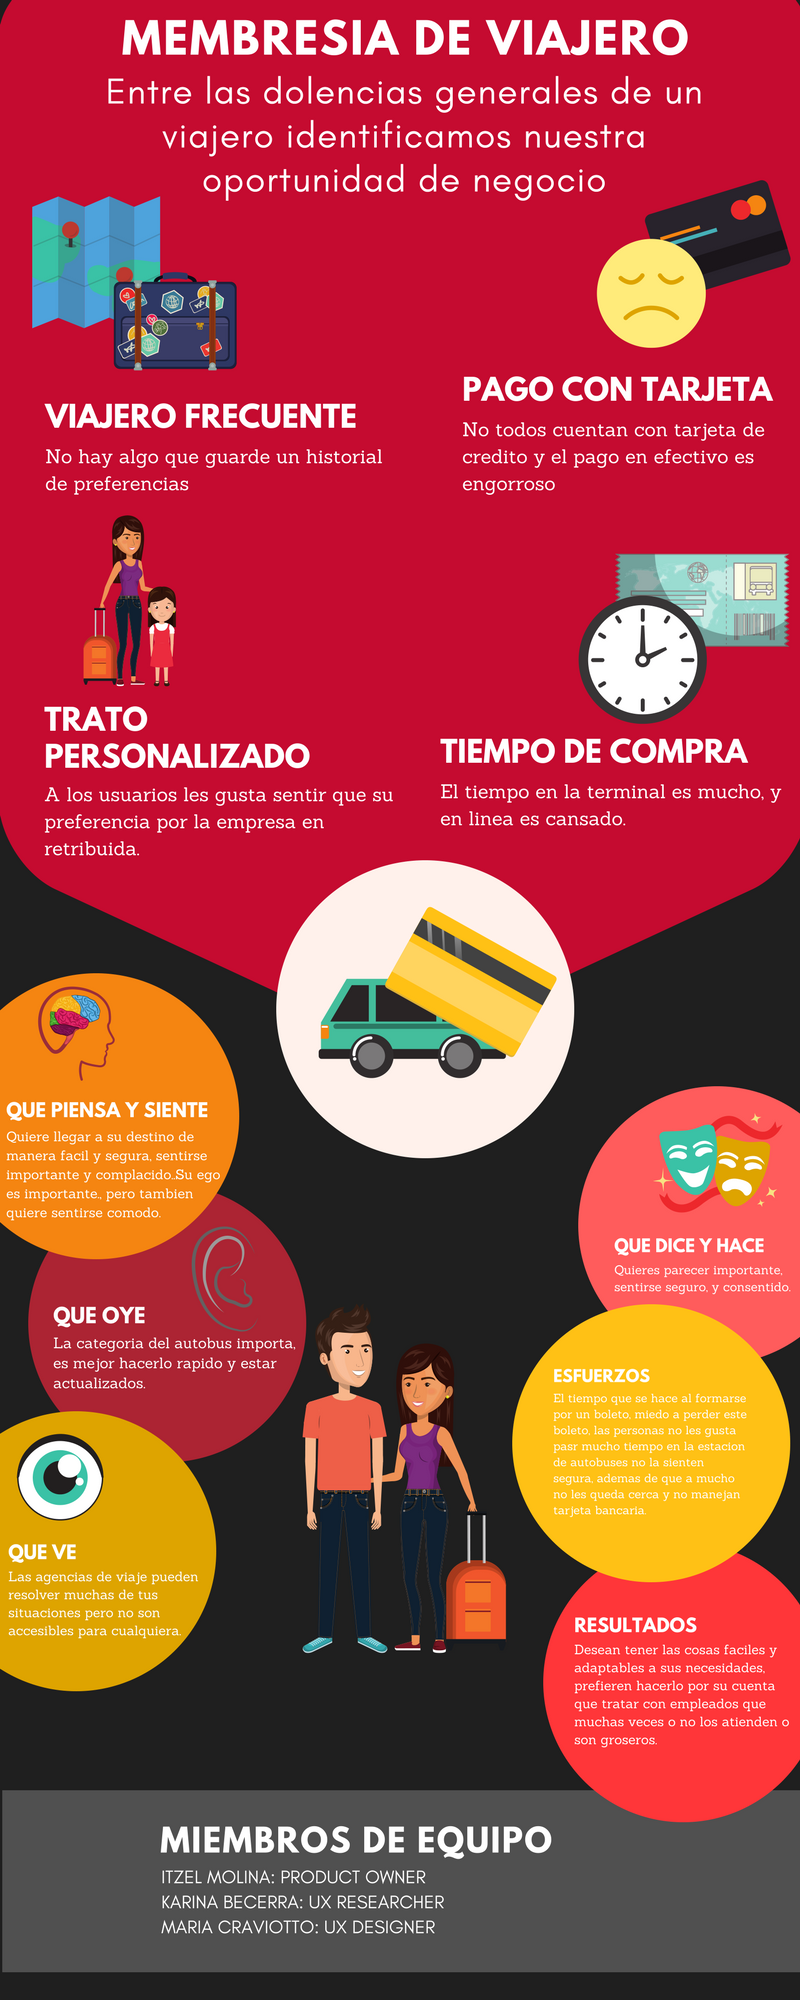 MEMBRESIA DE VIAJERO
Entre las dolencias generales de un
viajero identificamos nuestra
oportunidad de negocio
VIAJERO FRECUENTE
No hay algo que guarde un historial
de preferencias
PAGO CON TARJETA
No todos cuentan con tarjeta de
credito y el pago en efectivo es
engorroso
TRATO
PERSONALIZADO
A los usuarios les gusta sentir que su
preferencia por la empresa en
retribuida.
TIEMPO DE COMPRA
El tiempo en la terminal es mucho, y
en linea es cansado.
QUE PIENSA Y SIENTE
Quiere llegar a su destino de
manera facil y segura, sentirse
importante y complacido..Su ego
es importante., pero tambien
quiere sentirse comodo.
QUE OYE
La categoria del autobus importa,
es mejor hacerlo rapido y estar
actualizados.
QUE VE
Las agencias de viaje pueden
resolver muchas de tus
situaciones pero no son
accesibles para cualquiera.
QUE DICE Y HACE
Quieres parecer importante,
sentirse seguro, y consentido.
ESFUERZOS
El tiempo que se hace al formarse
por un boleto, miedo a perder este
boleto, las personas no les gusta
pasr mucho tiempo en la estacion
de autobuses no la sienten
segura, ademas de que a mucho
no les queda cerca y no manejan
tarjeta bancaria.
RESULTADOS
Desean tener las cosas faciles y
adaptables a sus necesidades,
prefieren hacerlo por su cuenta
que tratar con empleados que
muchas veces o no los atienden o
son groseros.
MIEMBROS DE EQUIPO
ITZEL MOLINA: PRODUCT OWNER
KARINA BECERRA: UX RESEARCHER
MARIA CRAVIOTTO: UX DESIGNER